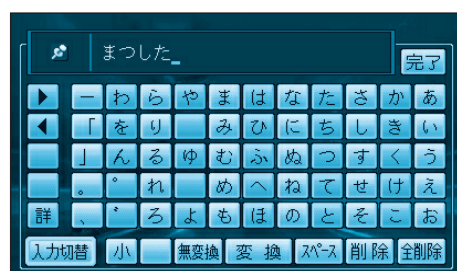 まつした_
完了
▶ ー わ ら や ま は な た さ か あ
◀ 「 を り み ひ に ち し き い
」 ん る ゆ む ふ ぬ つ す く う
。 ° れ め へ ね て せ け え
詳 、 ゛ ろ よ も ほ の と そ こ お
入力切替 小 無変換 変換 スペース 削除 全削除